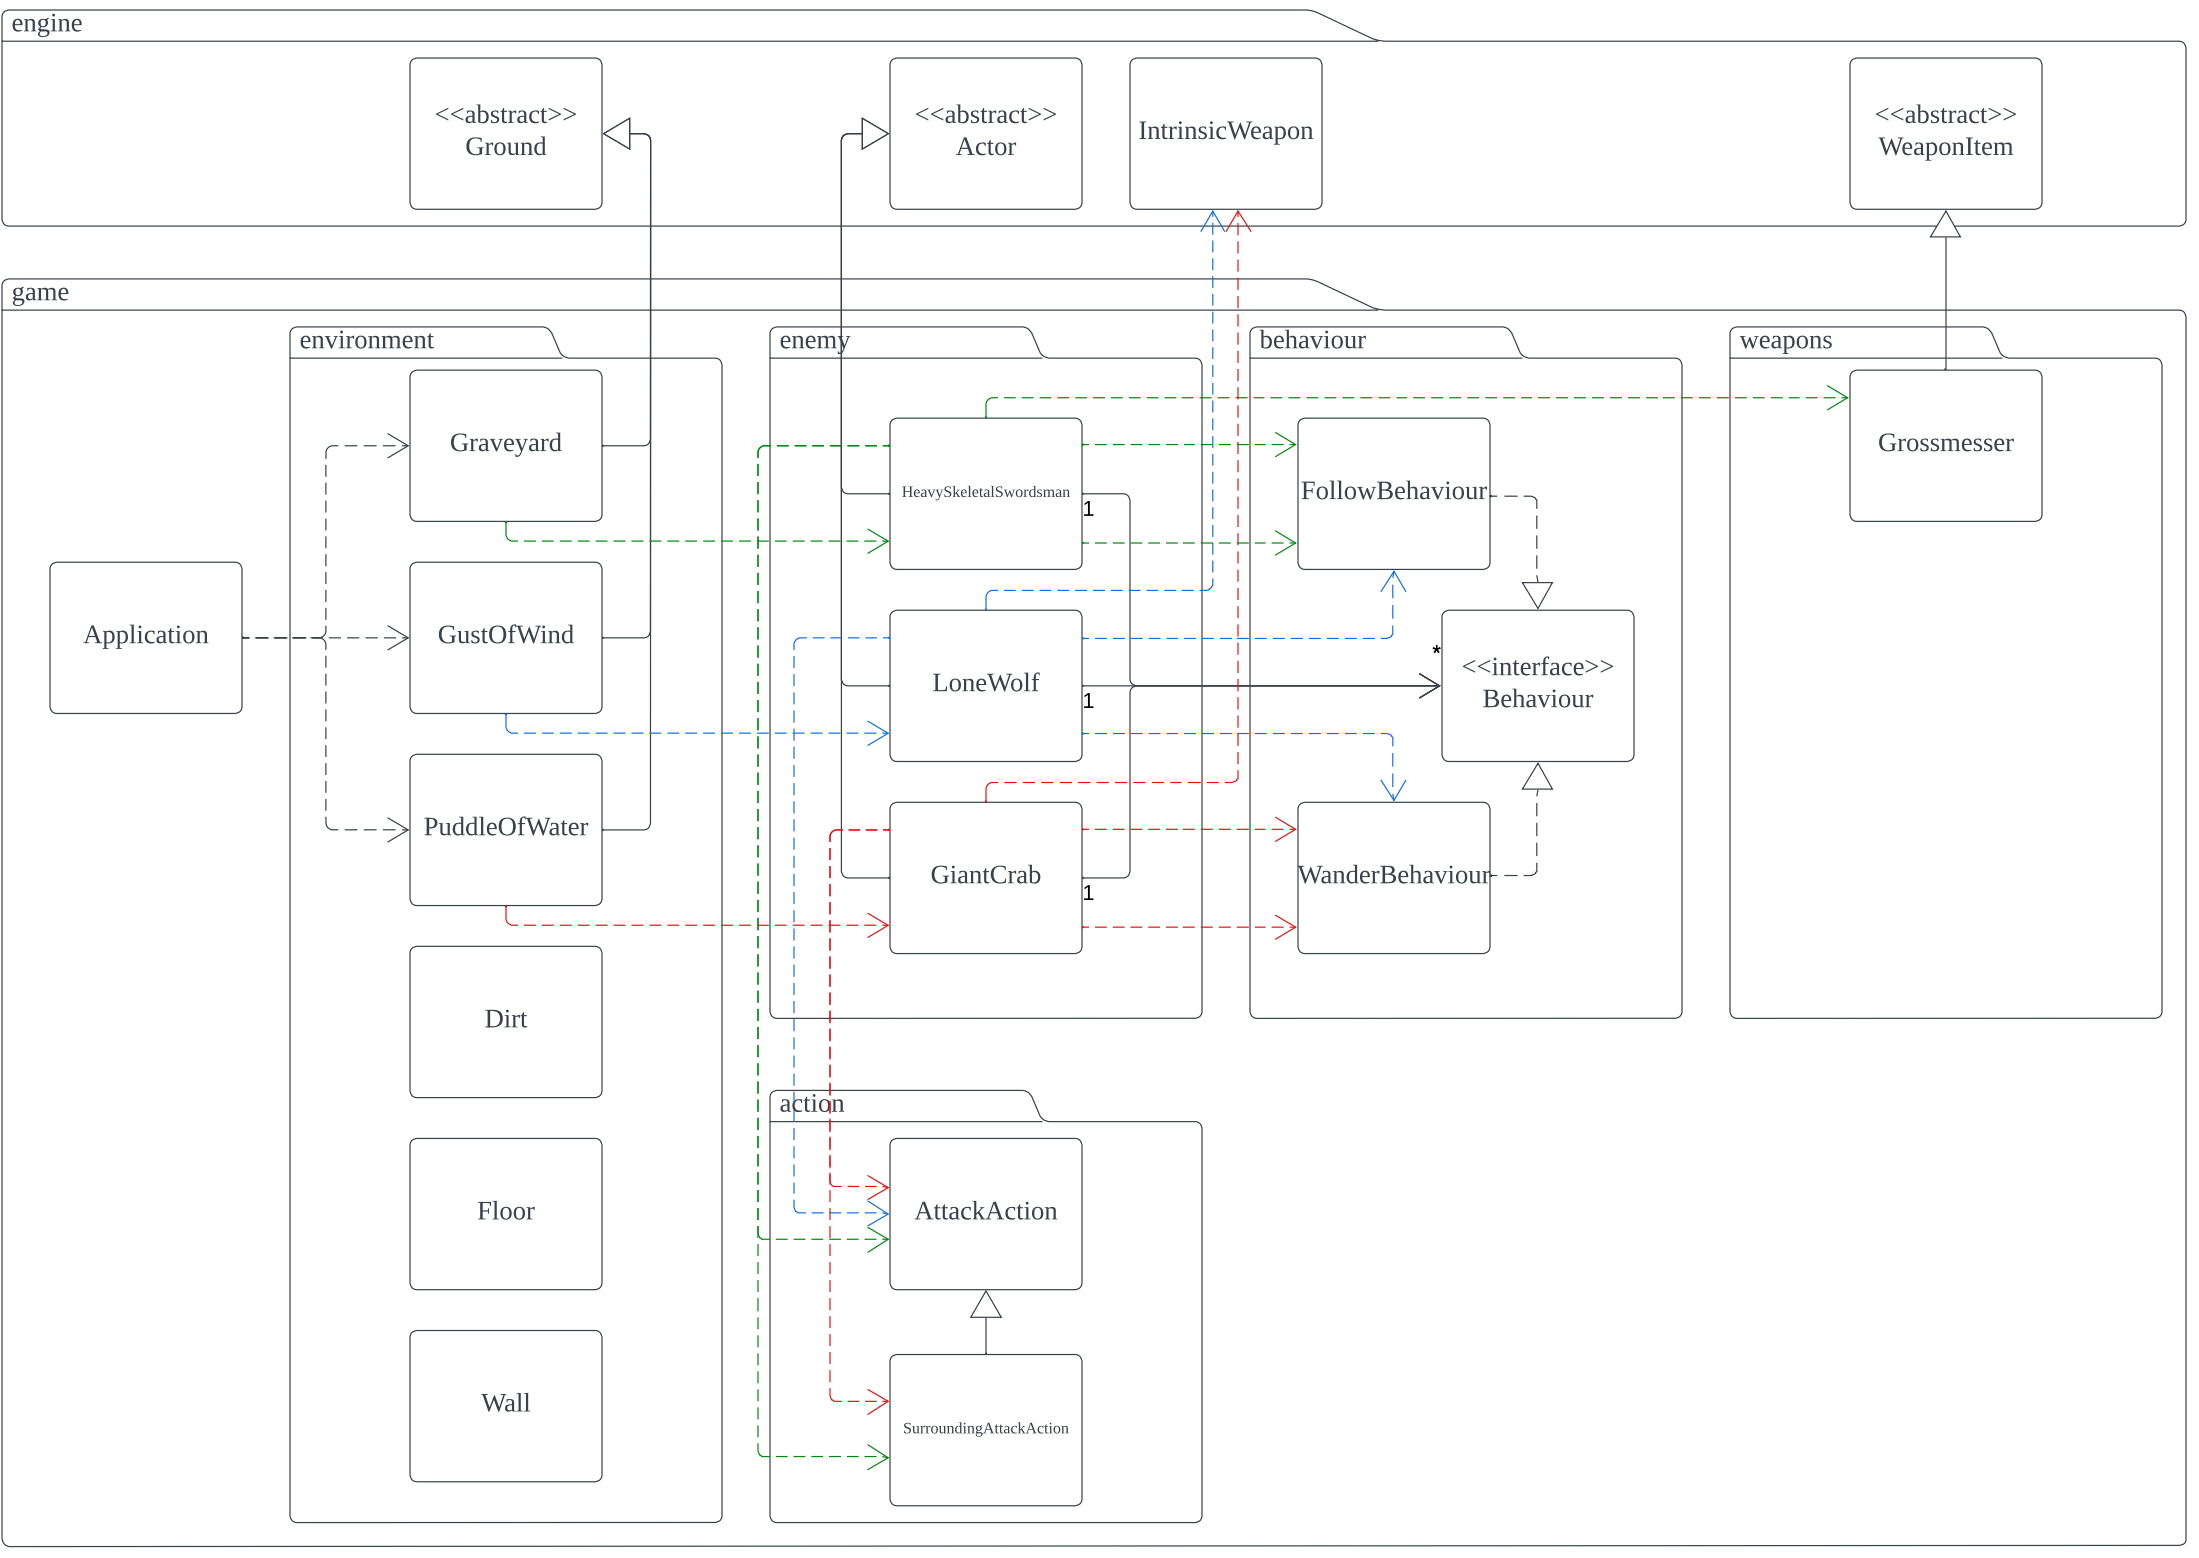 engine
<<abstract>>
Ground
<<abstract>>
Actor
IntrinsicWeapon
<<abstract>>
WeaponItem
game
environment
enemy
behaviour
weapons
Graveyard
HeavySkeletalSwordsman
1
FollowBehaviour
Grossmesser
Application
GustOfWind
LoneWolf
1
*
<<interface>>
Behaviour
PuddleOfWater
GiantCrab
1
WanderBehaviour
Dirt
action
Floor
AttackAction
Wall
SurroundingAttackAction